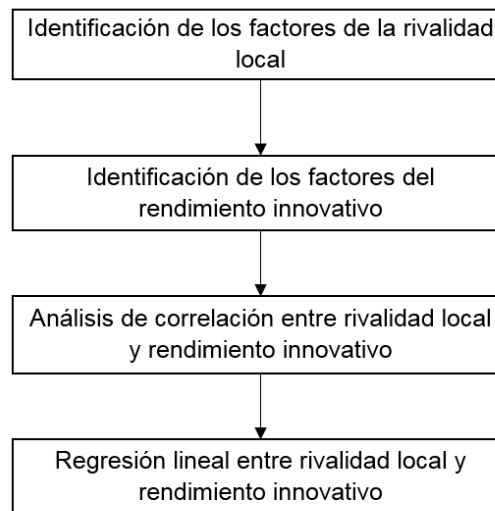 Identificación de los factores de la rivalidad
local
Identificación de los factores del
rendimiento innovativo
Análisis de correlación entre rivalidad local
y rendimiento innovativo
Regresión lineal entre rivalidad local y
rendimiento innovativo